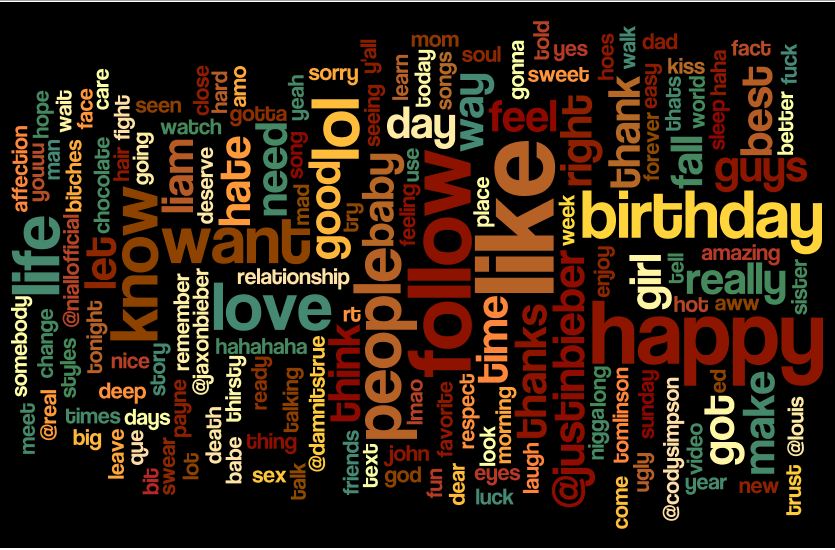 mom
told
yes
walk
dad
fact
hoes
y'all
soul
gonna
sorry
sweet
kiss
fuck
close
hard
amo
care
face
wait
hope
affection
youuu
man
bitches
fight
seen
gotta
yeah
learn
today
songs
way
thats
world
haha
sleep
best
better
easy
forever
thank
watch
lol
seeing
day
feel
right
fall
guys
chocolate
hair
going
liam
deserve
hate
need
song
mad
good
try
baby
feeling
use
follow
place
like
week
birthday
life
@niallofficial
let
know
want
relationship
amazing
enjoy
girl
tell
really
sister
somebody
change
styles
tonight
remember
@jaxonbieber
love
rt
people
time
thanks
@justinbieber
hot
aww
happy
hahahaha
think
nice
story
meet
@real
deep
times
days
big
leave
que
bit
swear
payne
lot
death
babe
thirsty
ready
thing
talking
sex
talk
@damnitstrue
friends
text
lmao
john
god
favorite
fun
respect
dear
look
morning
eyes
luck
laugh
nigga
long
tomlinson
come
ugly
sunday
@codysimpson
video
year
ed
got
make
new
@louis
trust